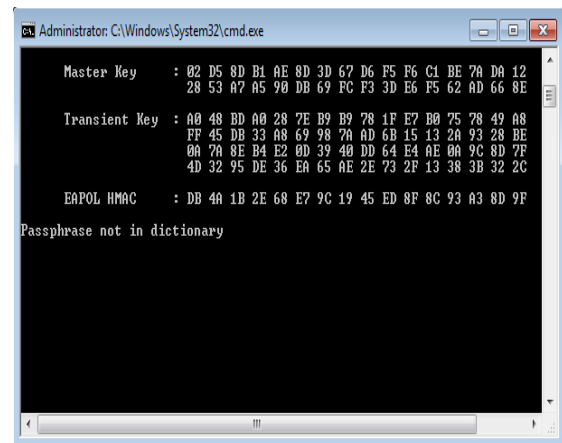 Administrator: C:\Windows\System32\cmd.exe
Master Key : 02 D5 8D B1 AE 8D 3D 67 D6 F5 F6 C1 BE 7A DA 12
28 53 A7 A5 90 DB 69 FC F3 3D E6 F5 62 AD 66 8E
Transient Key : A0 48 BD A0 28 7E B9 B9 78 1F E7 B0 75 78 49 A8
FF 45 DB 33 A8 69 98 7A AD 6B 15 13 2A 93 28 BE
0A 7A 8E B4 E2 0D 39 40 DD 64 E4 AE 0A 9C 8D 7F
4D 32 95 DE 36 EA 65 AE 2E 73 2F 13 38 3B 32 2C
EAPOL HMAC : DB 4A 1B 2E 68 E7 9C 19 45 ED 8F 8C 93 A3 8D 9F
Passphrase not in dictionary